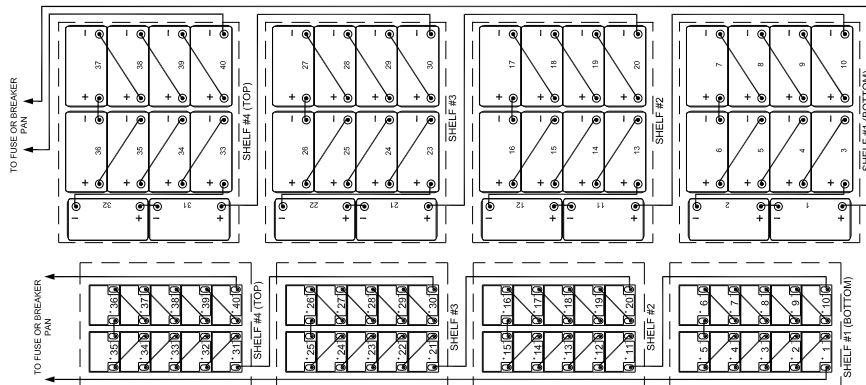 37 38 39 40
27 28 29 30
17 18 19 20
7 8 9 10
TO FUSE OR BREAKER
PAN
SHELF #4 (TOP)
SHELF #3
SHELF #2
SHELF #1 (BOTTOM)
36 35 34 33
26 25 24 23
16 15 14 13
6 5 4 3
32 31
22 21
12 11
2 1
TO FUSE OR BREAKER
PAN
36 37 38 39 40
26 27 28 29 30
16 17 18 19 20
6 7 8 9 10
SHELF #4 (TOP)
SHELF #3
SHELF #2
SHELF #1 (BOTTOM)
35 34 33 32 31
25 24 23 22 21
15 14 13 12 11
5 4 3 2 1